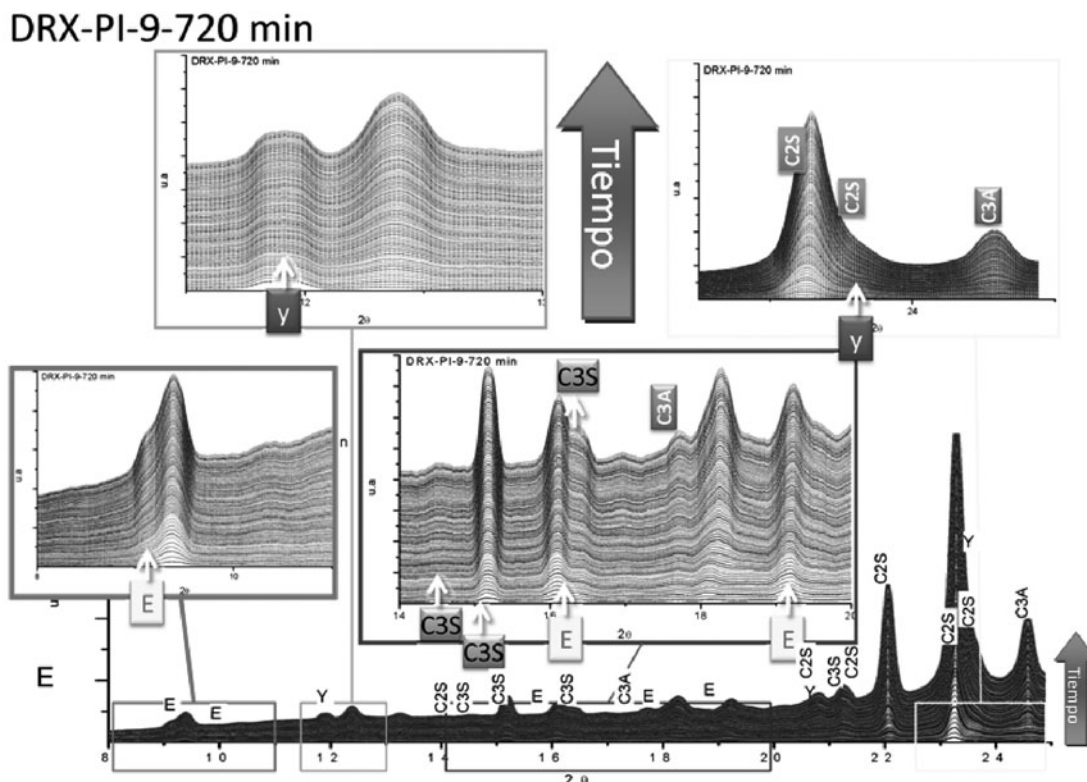 DRX-PI-9-720 min
DRX-PI-9-720 min
u.a
12
13
2θ
y
Tiempo
DRX-PI-9-720 min
u.a
C2S
C2S
C3A
24
2θ
y
DRX-PI-9-720 min
u.a
8
10
2θ
E
n
DRX-PI-9-720 min
u.a
C3S
C3A
14
16
18
20
2θ
C3S
C3S
E
E
E
E
E
Y
C2S
C3S
C3S
E
C3S
C3A
E
E
C2S
Y
C3S
C2S
C2S
C2S
Y
C2S
C3A
Tiempo
8 10 12 14 16 18 20 22 24
2 θ